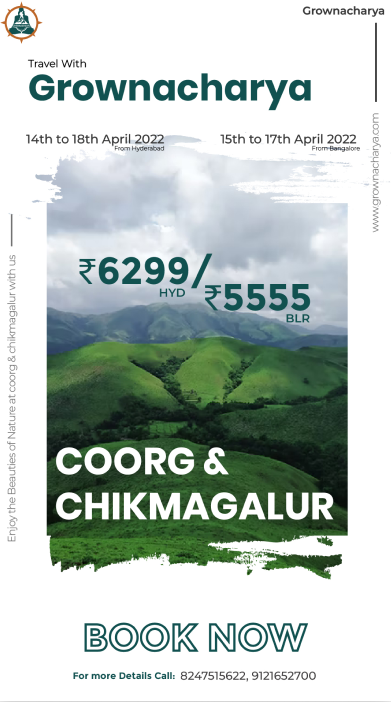 Grownacharya
Travel With
Grownacharya
14th to 18th April 2022
From Hyderabad
15th to 17th April 2022
From Bangalore
www.grownacharya.com
₹6299/
HYD
₹5555
BLR
Enjoy the Beauties of Nature at coorg & chikmagalur with us
COORG &
CHIKMAGALUR
BOOK NOW
For more Details Call: 8247515622, 9121652700